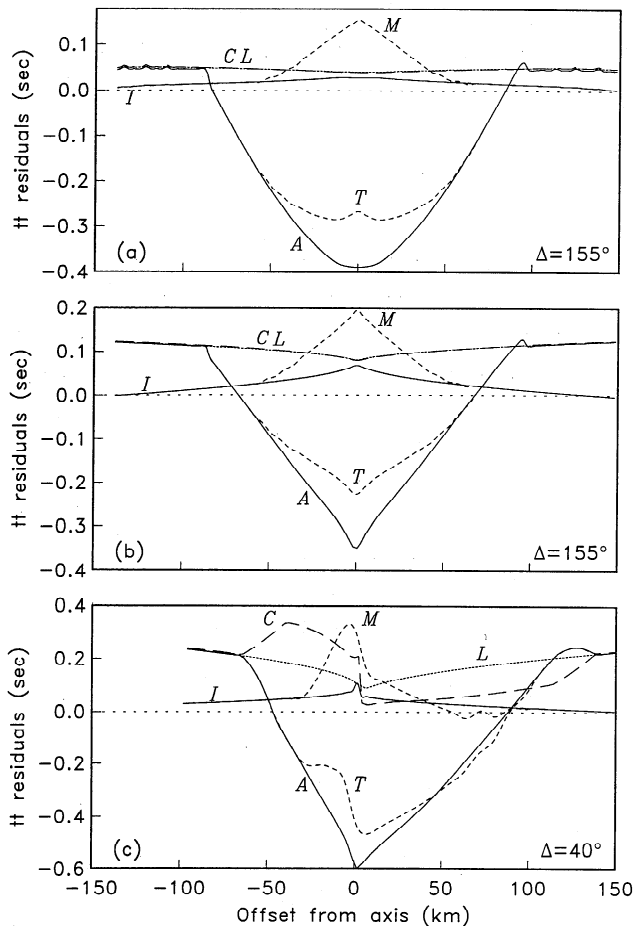 0.1
0.0
−0.1
−0.2
−0.3
−0.4
tt residuals (sec)
M
C L
I
T
A
(a)
Δ=155°
0.2
0.1
0.0
−0.1
−0.2
−0.3
−0.4
tt residuals (sec)
M
C L
I
T
A
(b)
Δ=155°
0.4
0.2
0.0
−0.2
−0.4
−0.6
tt residuals (sec)
C
M
L
I
A
T
(c)
Δ=40°
−150 −100 −50 0 50 100 150
Offset from axis (km)